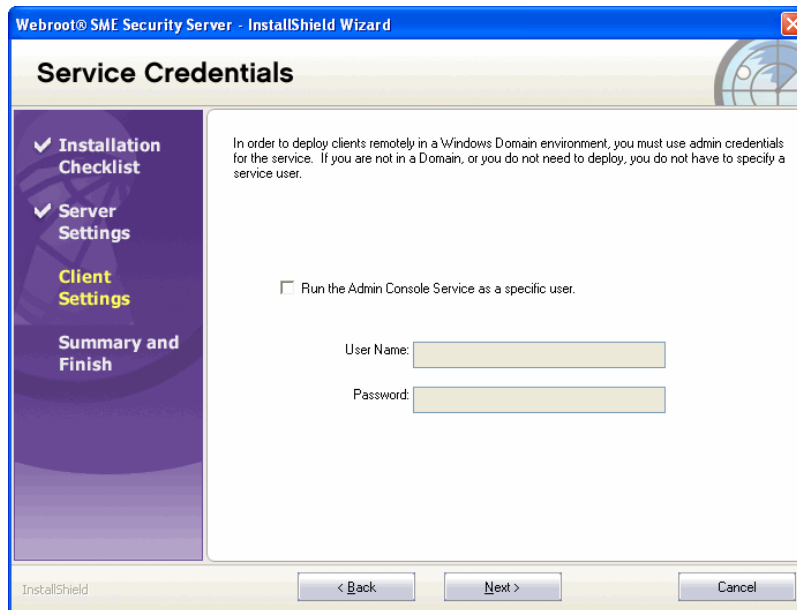 Webroot® SME Security Server - InstallShield Wizard
Service Credentials
Installation
Checklist
Server
Settings
Client
Settings
Summary and
Finish
In order to deploy clients remotely in a Windows Domain environment, you must use admin credentials
for the service. If you are not in a Domain, or you do not need to deploy, you do not have to specify a
service user.
Run the Admin Console Service as a specific user.
User Name:
Password:
InstallShield
< Back
Next >
Cancel